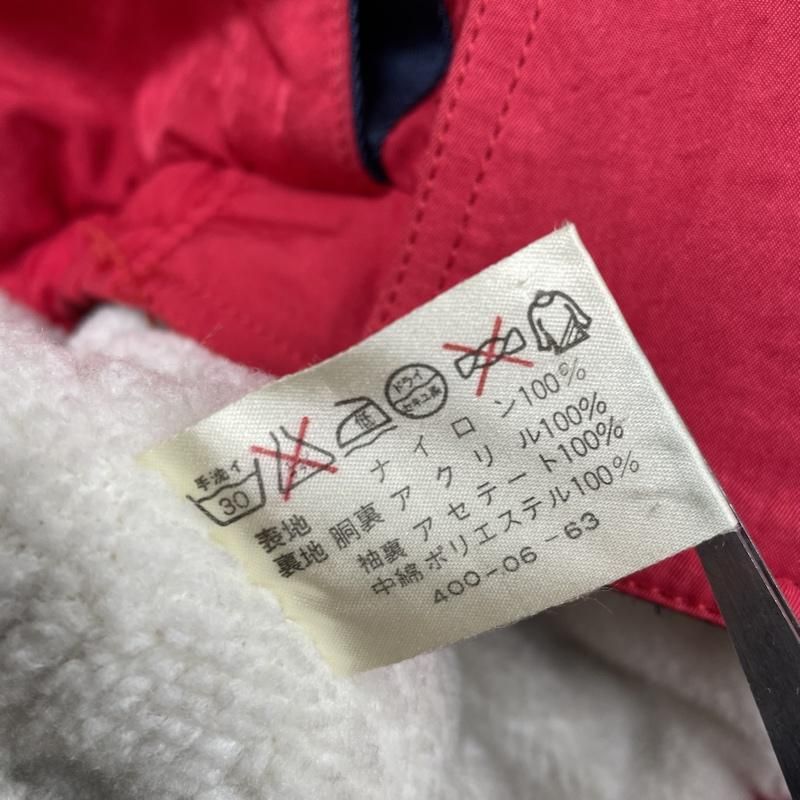 手洗イ
30
低
ドライ
セキユ系
表地 ナイロン100%
裏地 胴裏 アクリル100%
袖裏 アセテート100%
中綿 ポリエステル100%
400-06-63